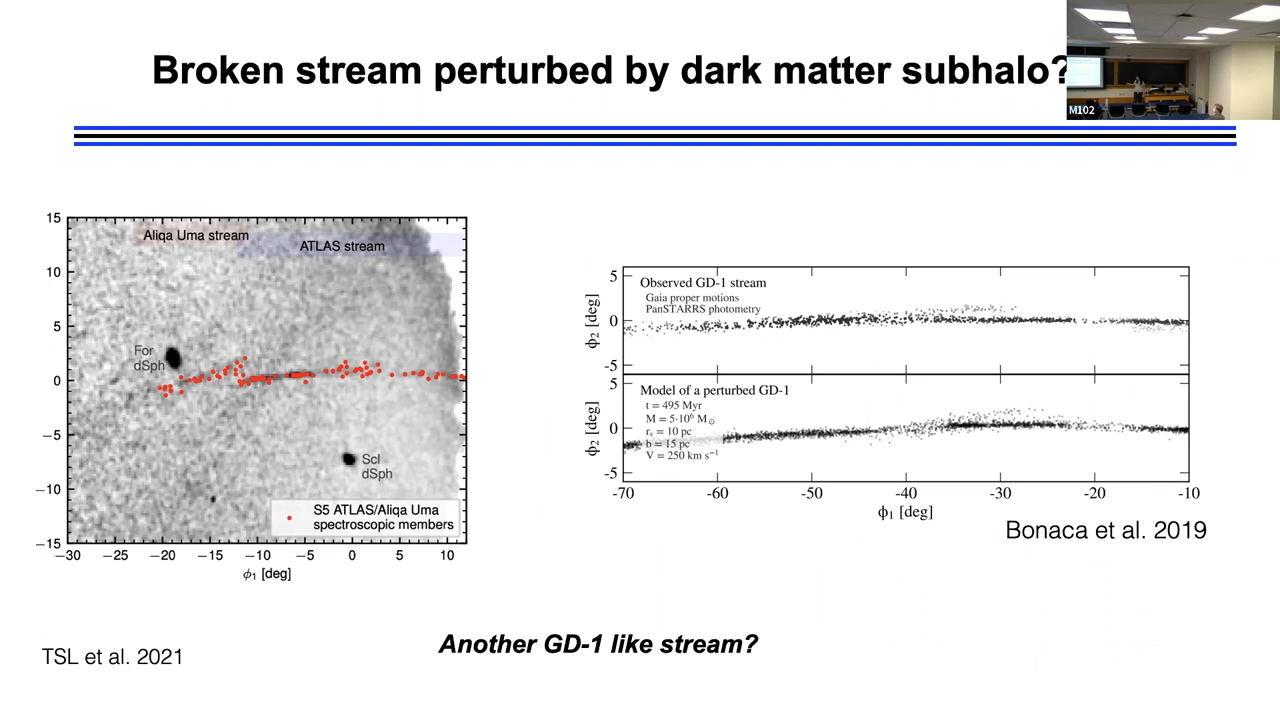 Broken stream perturbed by dark matter subhalo?
M102
15
10
5
0
−5
−10
−15
Aliqa Uma stream
ATLAS stream
For
dSph
Scl
dSph
S5 ATLAS/Aliqa Uma
spectroscopic members
−30 −25 −20 −15 −10 −5 0 5 10
ϕ₁ [deg]
5
0
-5
ϕ₂ [deg]
Observed GD-1 stream
Gaia proper motions
PanSTARRS photometry
5
0
-5
ϕ₂ [deg]
Model of a perturbed GD-1
t = 495 Myr
M = 5·10⁶ M⊙
rₛ = 10 pc
b = 15 pc
V = 250 km s⁻¹
-70 -60 -50 -40 -30 -20 -10
ϕ₁ [deg]
Bonaca et al. 2019
Another GD-1 like stream?
TSL et al. 2021